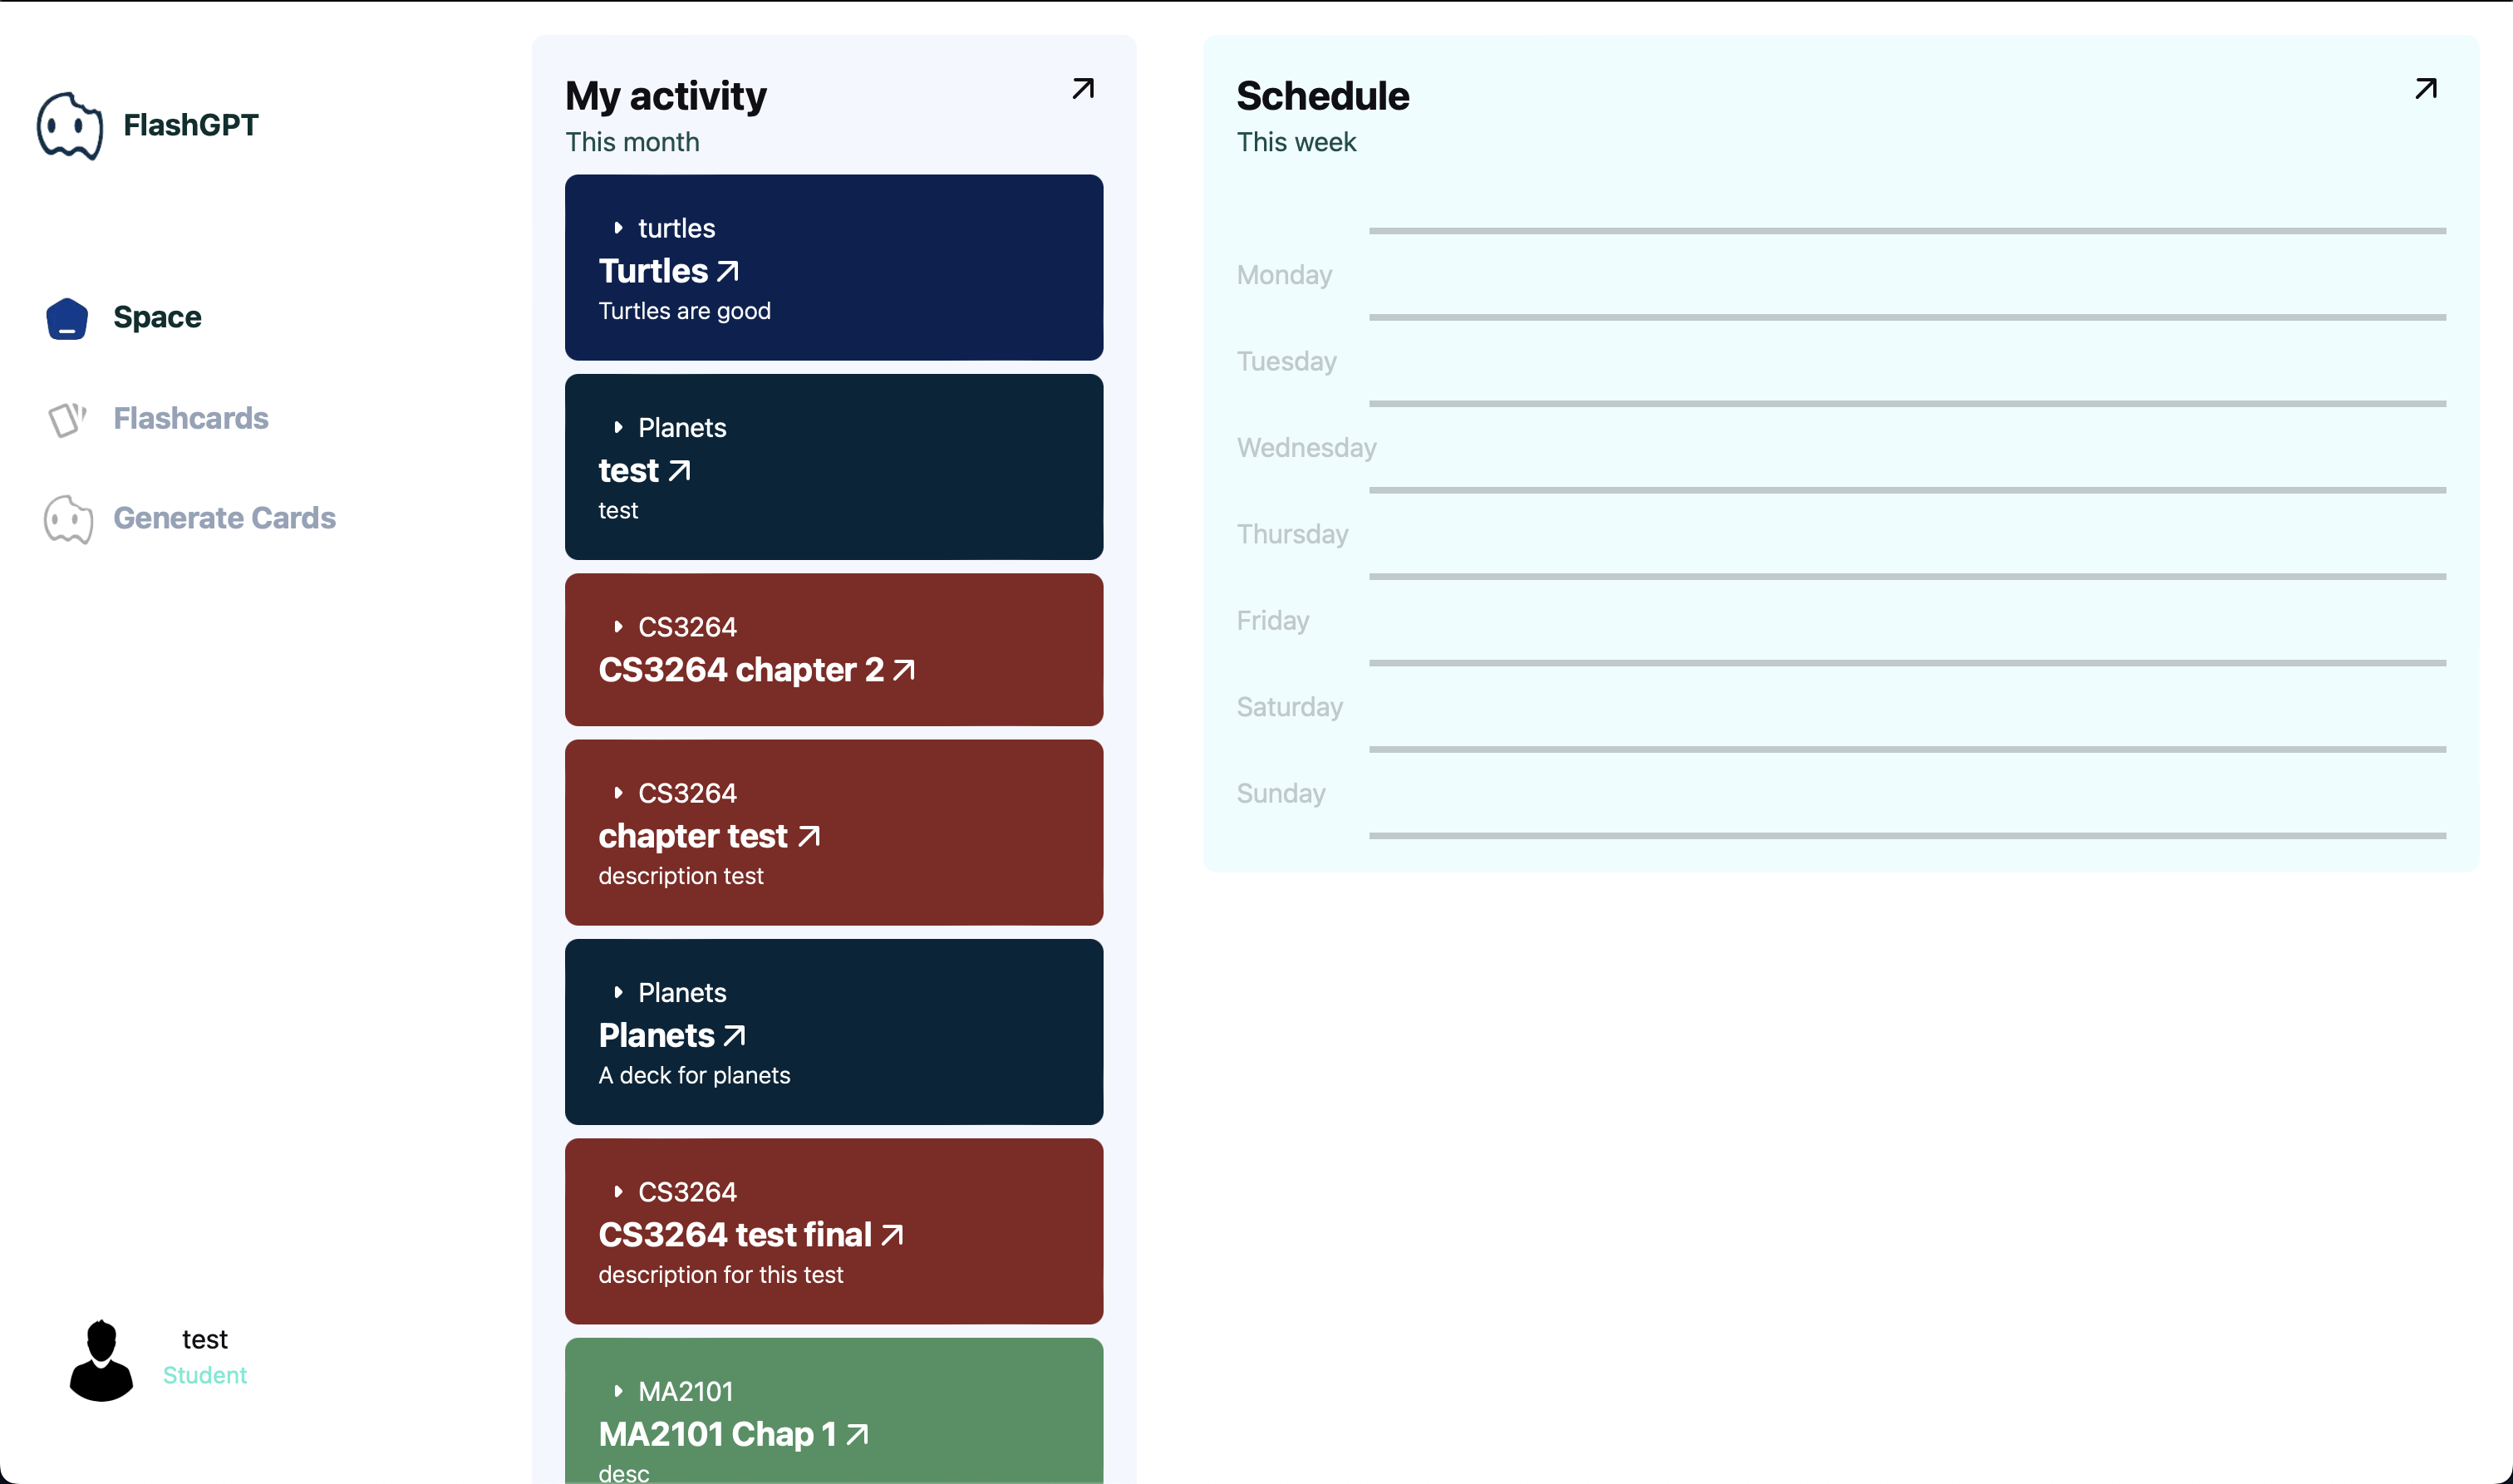 FlashGPT
Space
Flashcards
Generate Cards
test
Student
My activity
This month
turtles
Turtles
Turtles are good
Planets
test
test
CS3264
CS3264 chapter 2
CS3264
chapter test
description test
Planets
Planets
A deck for planets
CS3264
CS3264 test final
description for this test
MA2101
MA2101 Chap 1
desc
Schedule
This week
Monday
Tuesday
Wednesday
Thursday
Friday
Saturday
Sunday